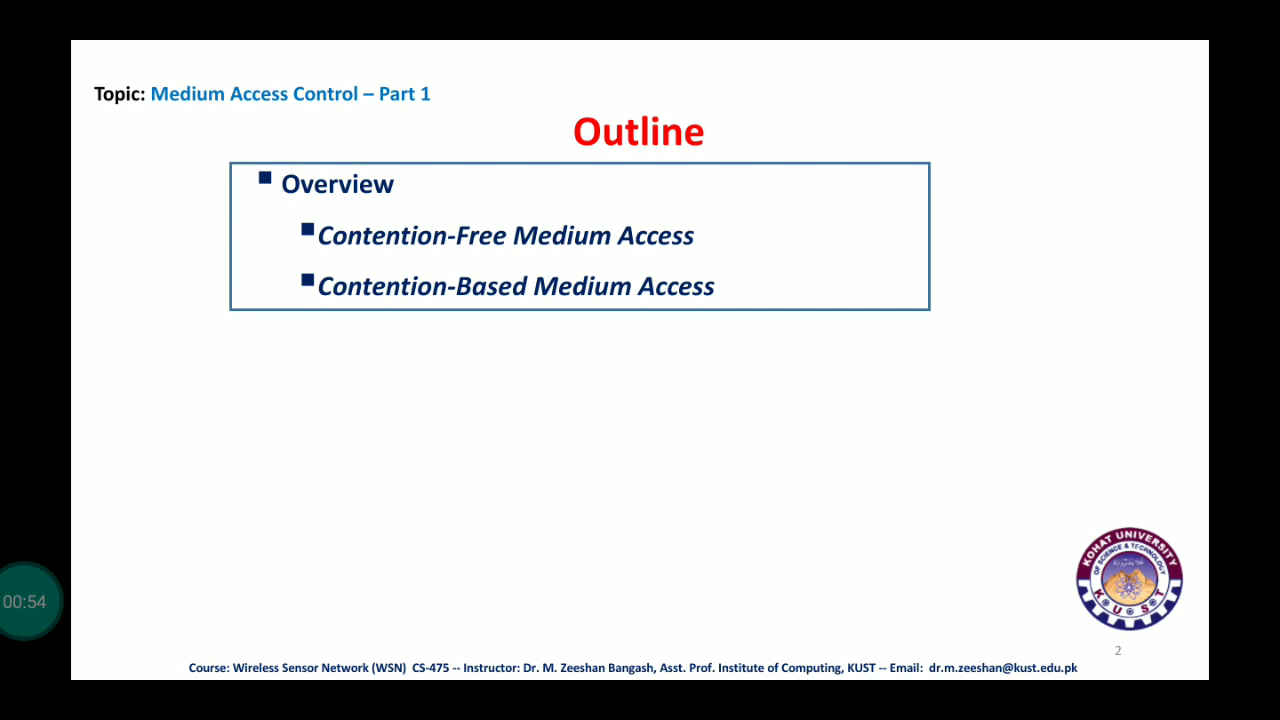 Topic: Medium Access Control – Part 1
Outline
Overview
Contention-Free Medium Access
Contention-Based Medium Access
KOHAT UNIVERSITY
OF SCIENCE & TECHNOLOGY
K U S T
00:54
2
Course: Wireless Sensor Network (WSN) CS-475 -- Instructor: Dr. M. Zeeshan Bangash, Asst. Prof. Institute of Computing, KUST -- Email: dr.m.zeeshan@kust.edu.pk